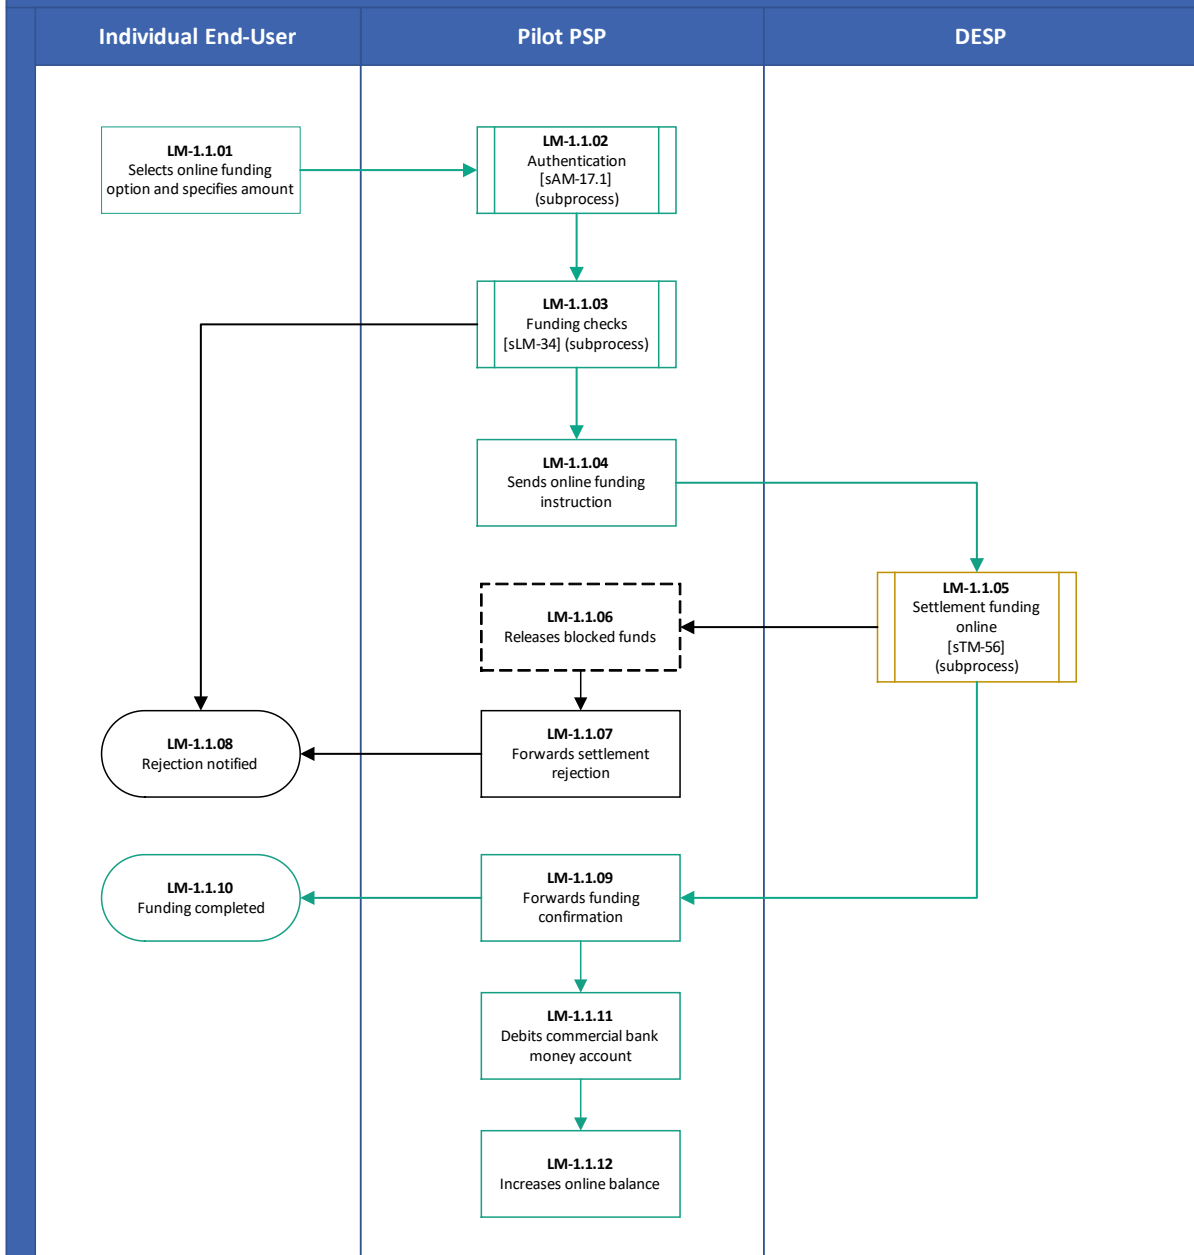 Individual End-User
Pilot PSP
DESP
LM-1.1.01
Selects online funding
option and specifies amount
LM-1.1.02
Authentication
[sAM-17.1]
(subprocess)
LM-1.1.03
Funding checks
[sLM-34] (subprocess)
LM-1.1.04
Sends online funding
instruction
LM-1.1.05
Settlement funding
online
[sTM-56]
(subprocess)
LM-1.1.06
Releases blocked funds
LM-1.1.07
Forwards settlement
rejection
LM-1.1.08
Rejection notified
LM-1.1.09
Forwards funding
confirmation
LM-1.1.10
Funding completed
LM-1.1.11
Debits commercial bank
money account
LM-1.1.12
Increases online balance